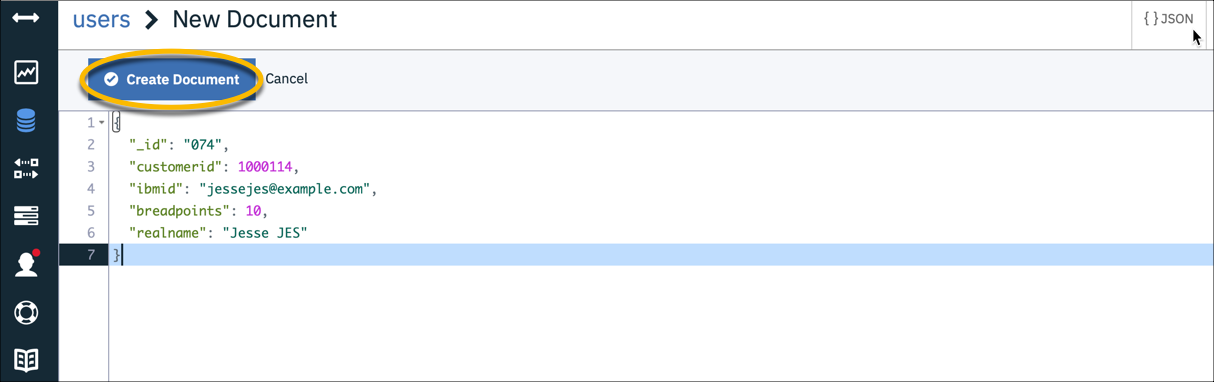 users > New Document
{ } JSON
Create Document Cancel
1 {
2 "_id": "074",
3 "customerid": 1000114,
4 "ibmid": "jessejes@example.com",
5 "breadpoints": 10,
6 "realname": "Jesse JES"
7 }